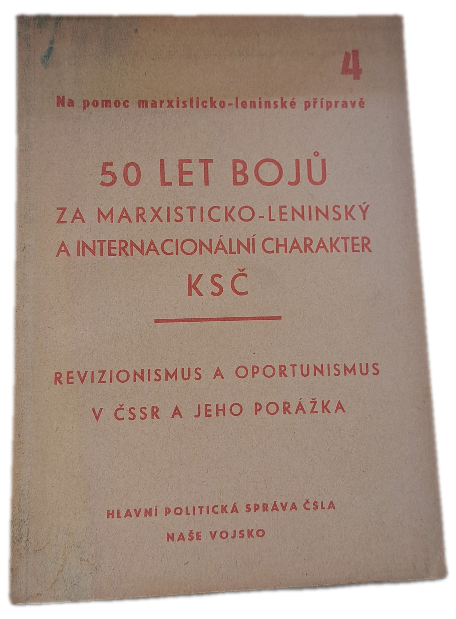 4
Na pomoc marxisticko-leninské přípravě
50 LET BOJŮ
ZA MARXISTICKO-LENINSKÝ
A INTERNACIONÁLNÍ CHARAKTER
KSČ
REVIZIONISMUS A OPORTUNISMUS
V ČSSR A JEHO PORÁŽKA
HLAVNÍ POLITICKÁ SPRÁVA ČSLA
NAŠE VOJSKO